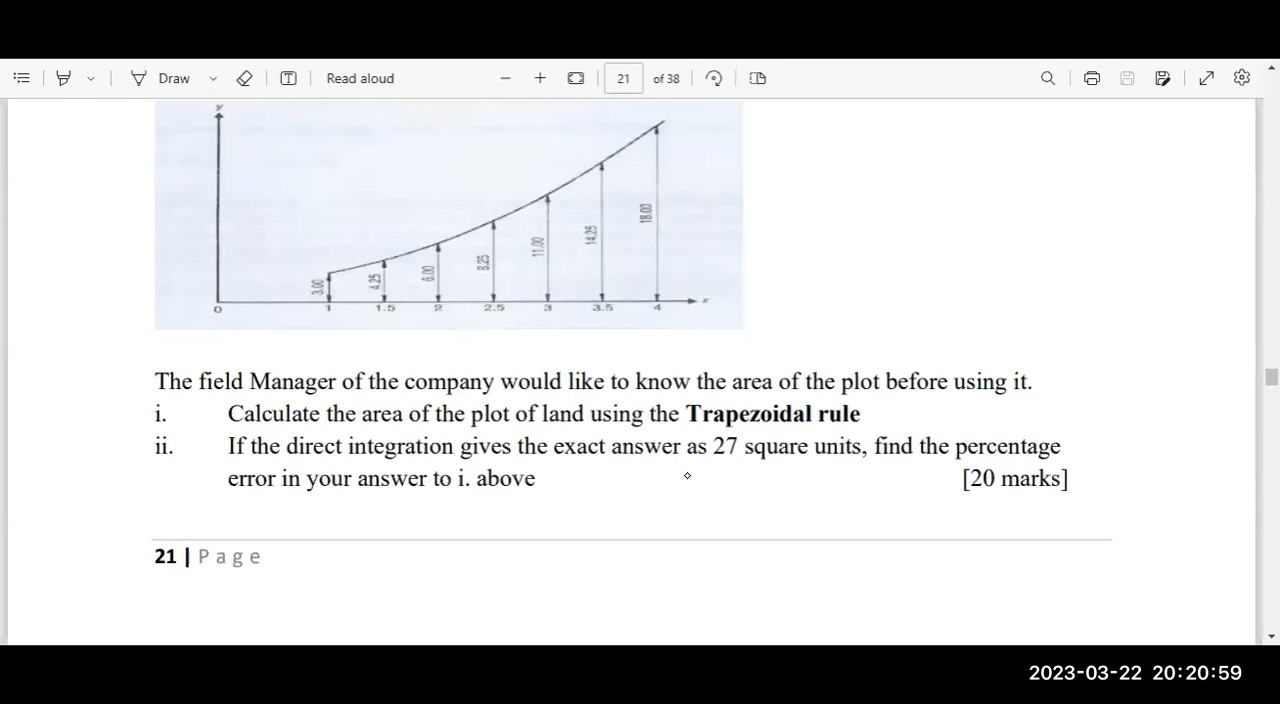 Draw
Read aloud
21 of 38
Y
3.00
4.25
6.00
8.25
11.00
14.25
18.00
0 1 1.5 2 2.5 3 3.5 4 x
The field Manager of the company would like to know the area of the plot before using it.
i. Calculate the area of the plot of land using the Trapezoidal rule
ii. If the direct integration gives the exact answer as 27 square units, find the percentage
error in your answer to i. above [20 marks]
21 | P a g e
2023-03-22 20:20:59